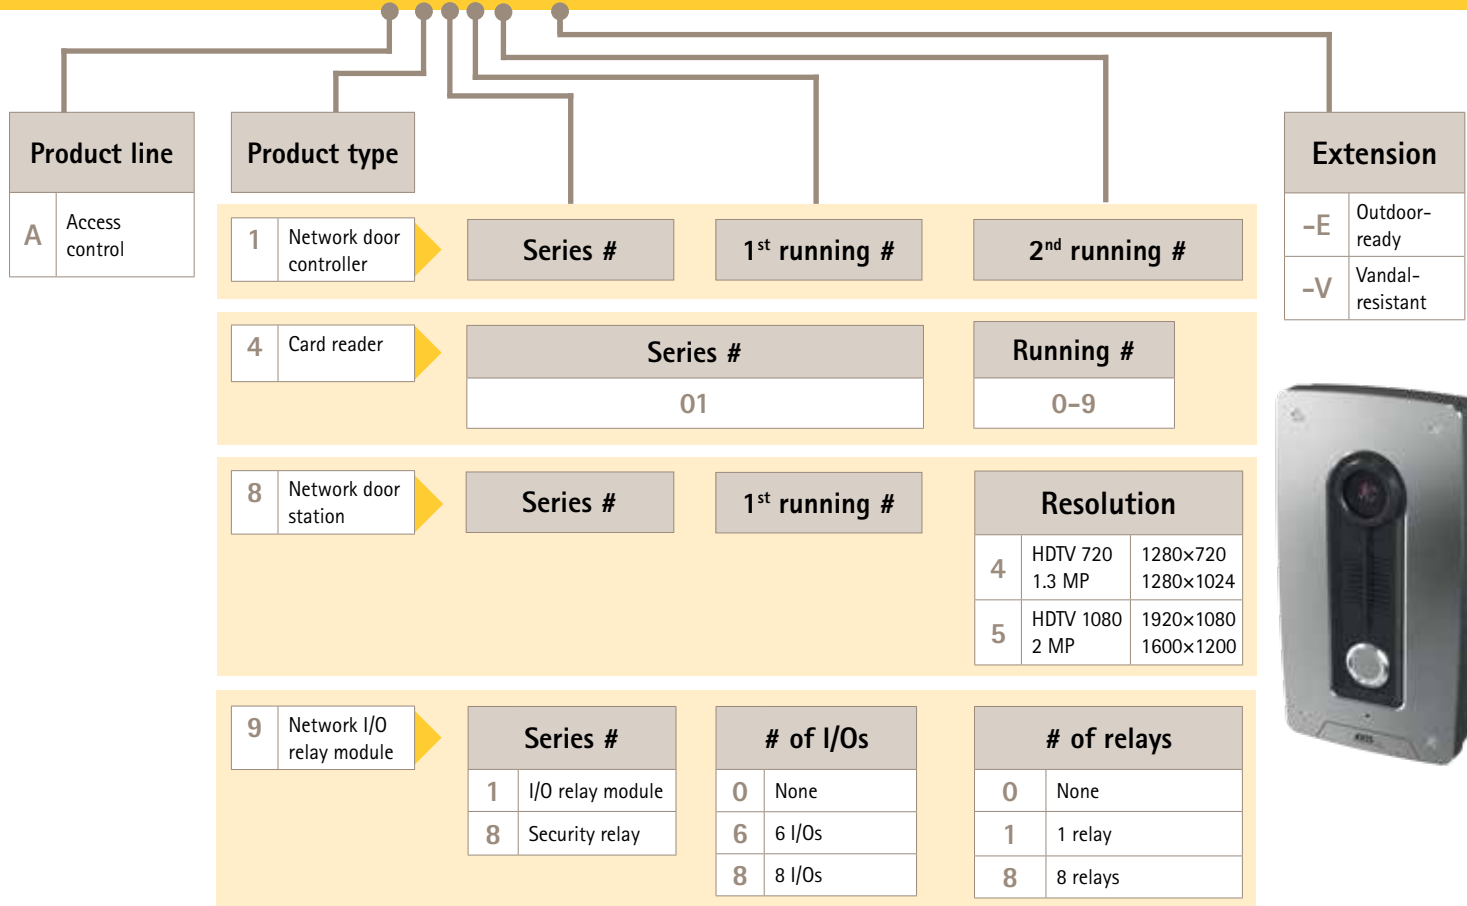 Product line
A
Access
control
Product type
Extension
-E
Outdoor-
ready
-V
Vandal-
resistant
1
Network door
controller
Series #
1st running #
2nd running #
4
Card reader
Series #
01
Running #
0-9
8
Network door
station
Series #
1st running #
Resolution
4
HDTV 720
1.3 MP
1280×720
1280×1024
5
HDTV 1080
2 MP
1920×1080
1600×1200
9
Network I/O
relay module
Series #
1 I/O relay module
8 Security relay
# of I/Os
0 None
6 6 I/Os
8 8 I/Os
# of relays
0 None
1 1 relay
8 8 relays
AXIS